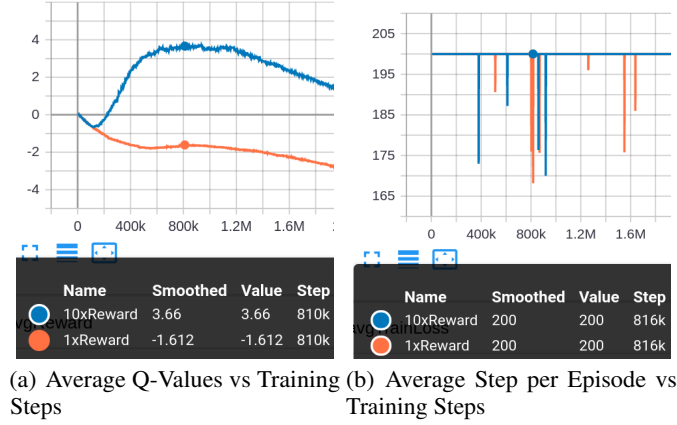 4
2
0
-2
-4
0 400k 800k 1.2M 1.6M
Name Smoothed Value Step
10xReward 3.66 3.66 810k
1xReward -1.612 -1.612 810k
205
195
185
175
165
0 400k 800k 1.2M 1.6M
Name Smoothed Value Step
10xReward 200 200 816k
1xReward 200 200 816k
(a) Average Q-Values vs Training
Steps
(b) Average Step per Episode vs
Training Steps